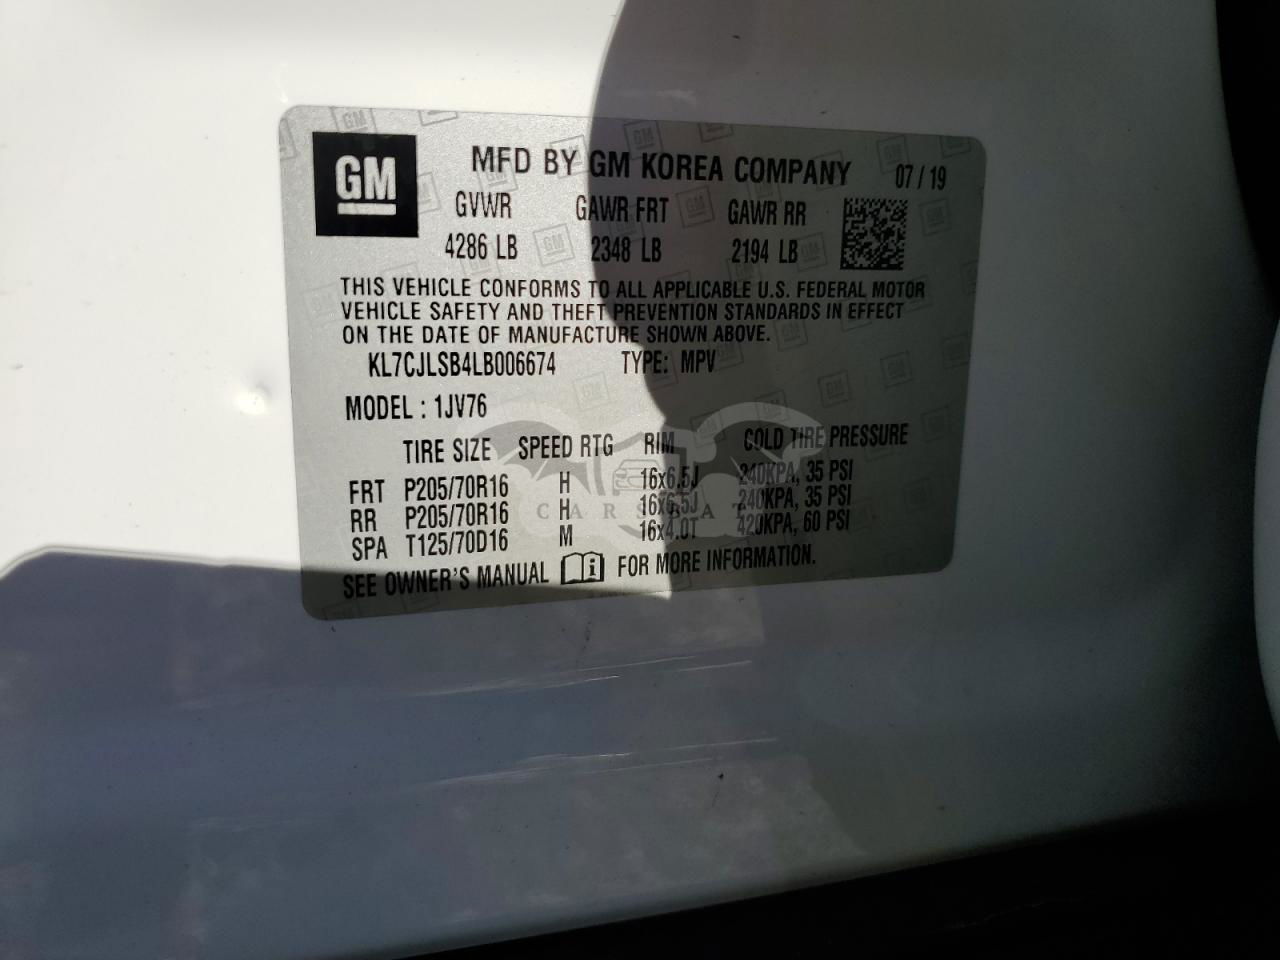 GM
MFD BY GM KOREA COMPANY 07/19
GVWR GAWR FRT GAWR RR
4286 LB 2348 LB 2194 LB
THIS VEHICLE CONFORMS TO ALL APPLICABLE U.S. FEDERAL MOTOR
VEHICLE SAFETY AND THEFT PREVENTION STANDARDS IN EFFECT
ON THE DATE OF MANUFACTURE SHOWN ABOVE.
KL7CJLSB4LB006674 TYPE: MPV
MODEL : 1JV76
TIRE SIZE SPEED RTG RIM COLD TIRE PRESSURE
FRT P205/70R16 H 16x6.5J 240KPA, 35 PSI
RR P205/70R16 H 16x6.5J 240KPA, 35 PSI
SPA T125/70D16 M 16x4.0T 420KPA, 60 PSI
SEE OWNER'S MANUAL i FOR MORE INFORMATION.